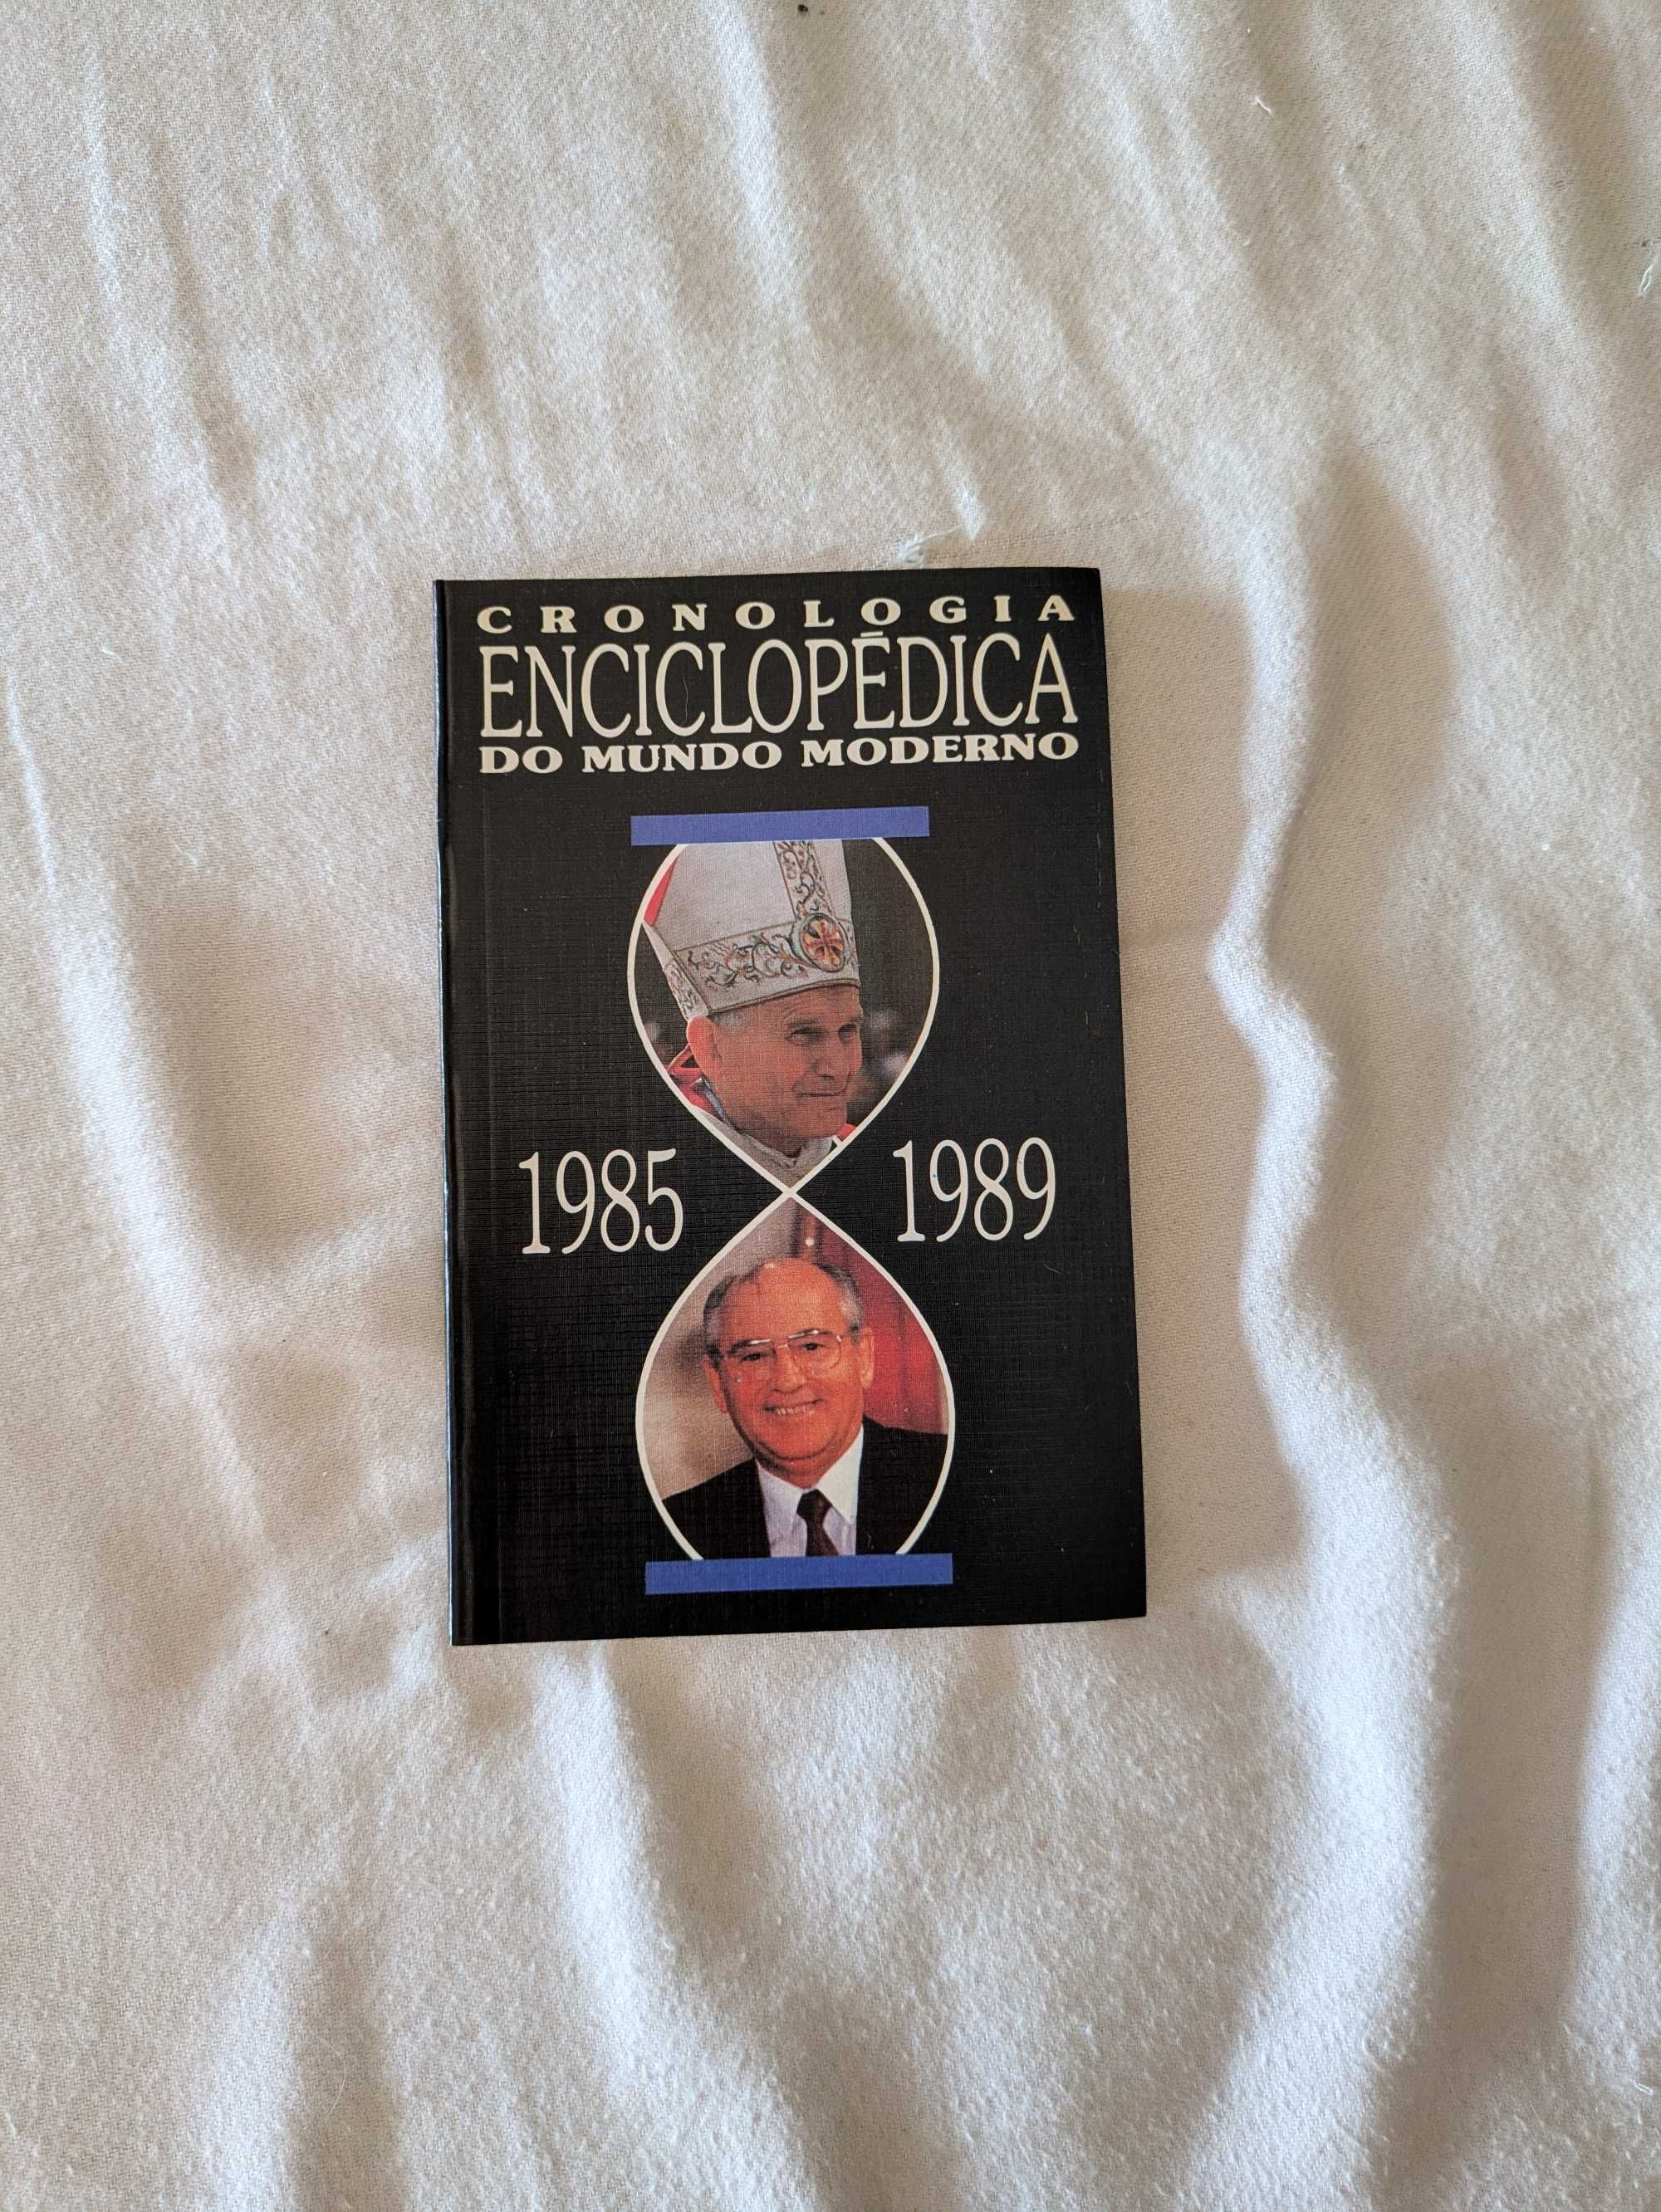 CRONOLOGIA
ENCICLOPÉDICA
DO MUNDO MODERNO
1985 1989